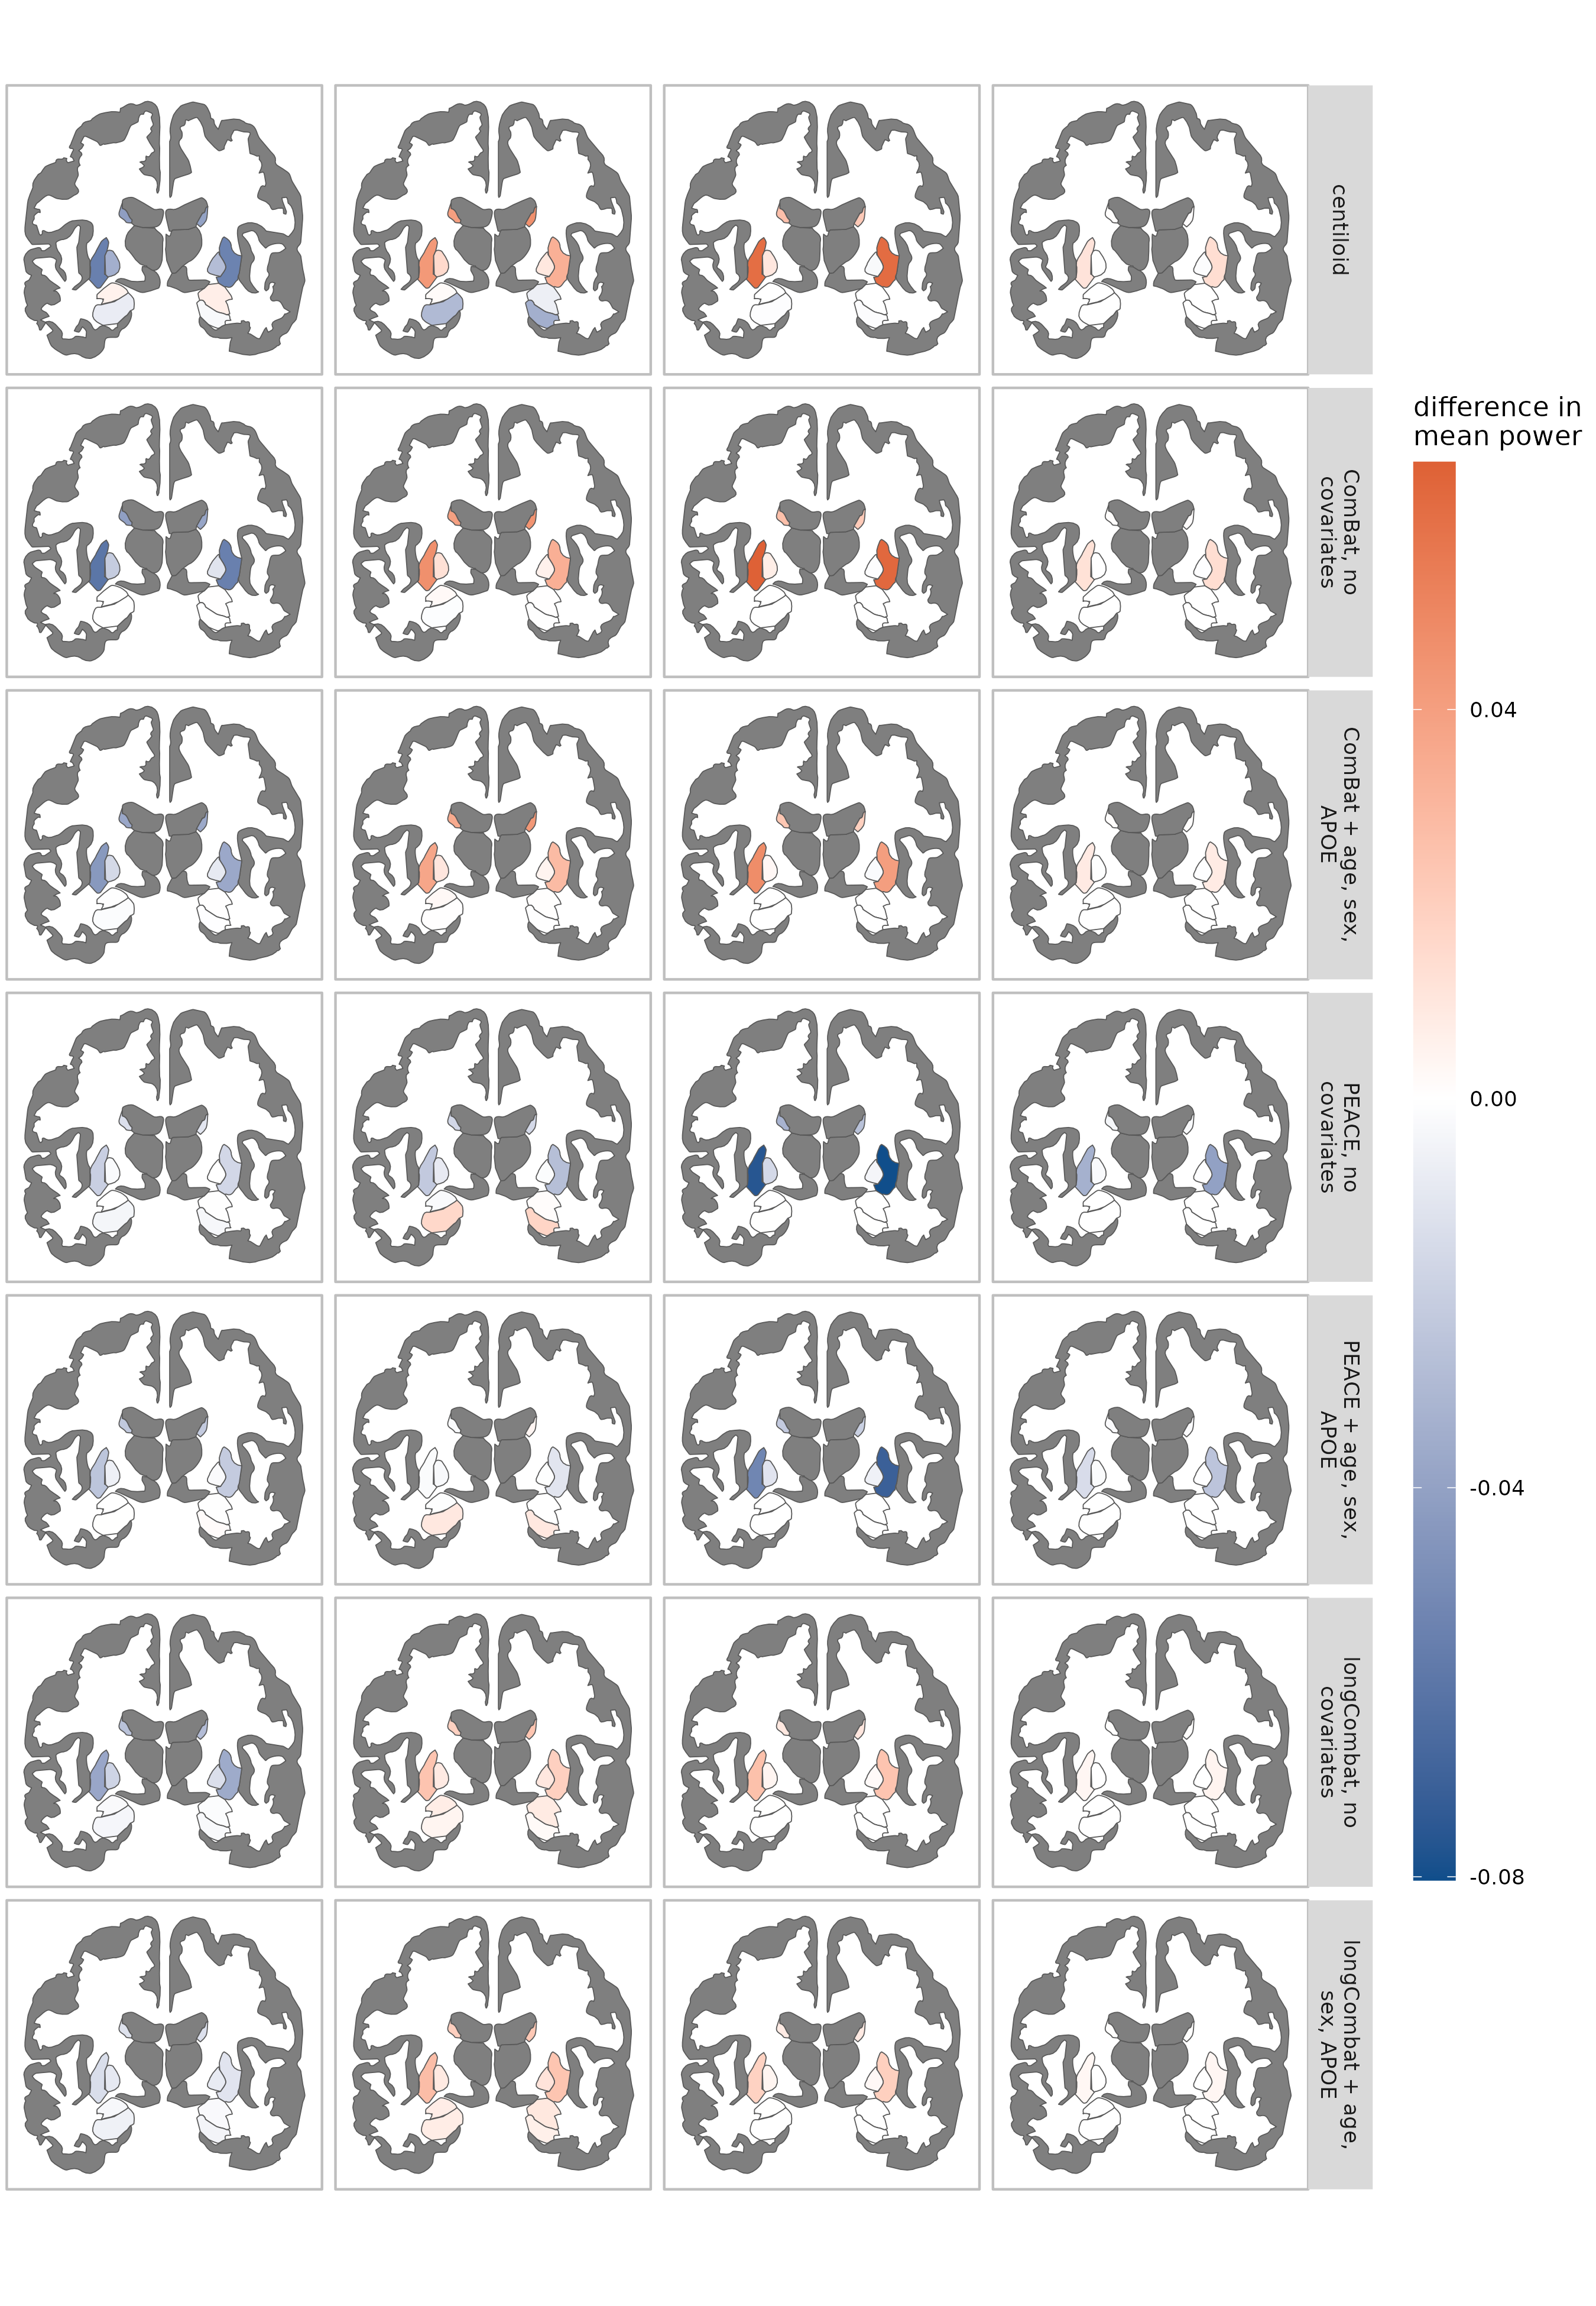 centiloid
ComBat, no
covariates
ComBat + age, sex,
APOE
PEACE, no
covariates
PEACE + age, sex,
APOE
longCombat, no
covariates
longCombat + age,
sex, APOE
difference in
mean power
0.04
0.00
-0.04
-0.08